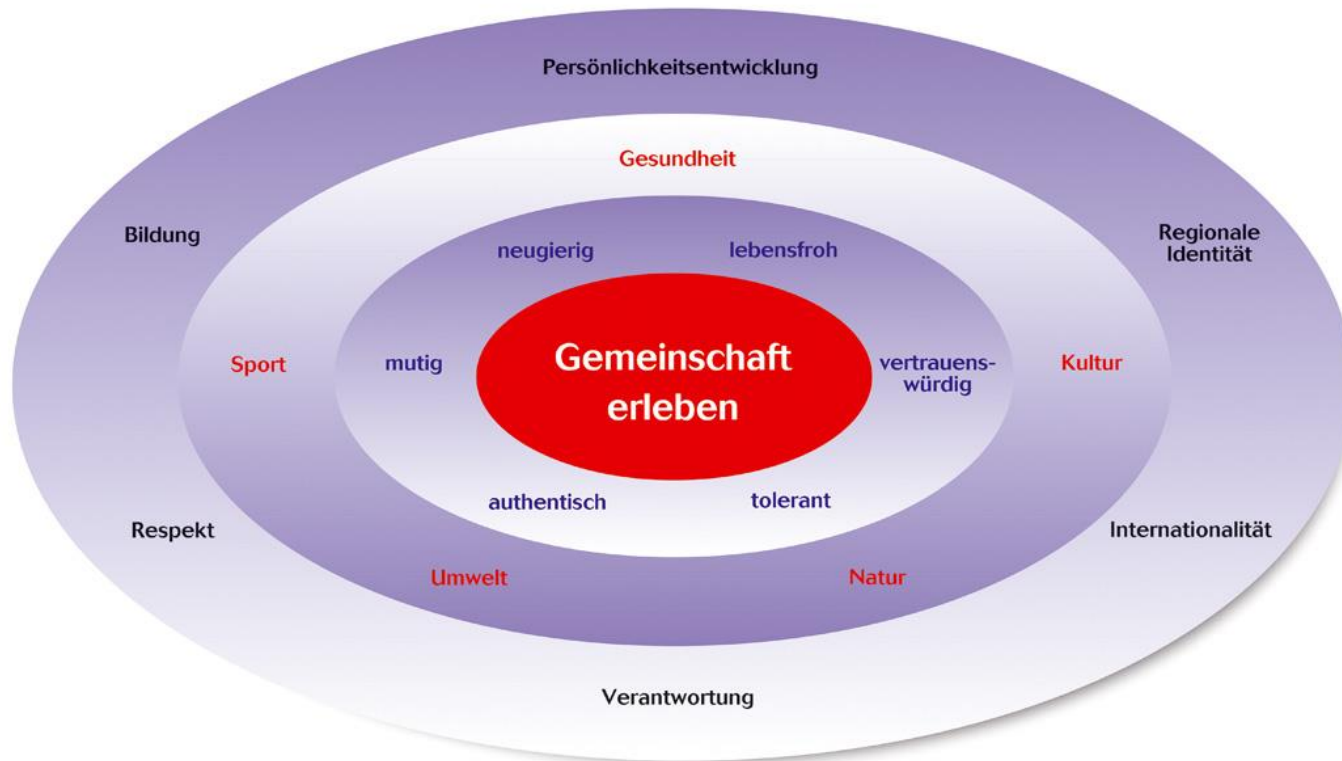 Persönlichkeitsentwicklung
Gesundheit
Bildung
Regionale
Identität
neugierig
lebensfroh
Sport
mutig
Gemeinschaft
erleben
vertrauens-
würdig
Kultur
authentisch
tolerant
Respekt
Internationalität
Umwelt
Natur
Verantwortung